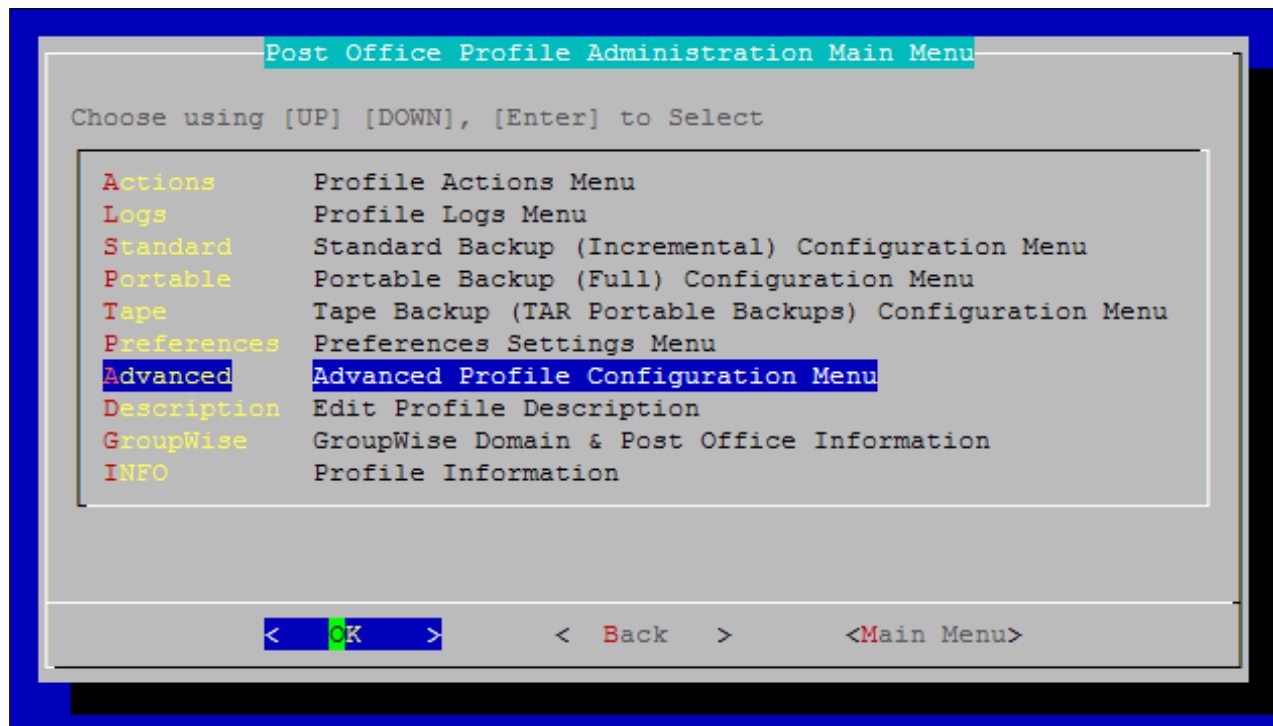 Post Office Profile Administration Main Menu
Choose using [UP] [DOWN], [Enter] to Select
Actions Profile Actions Menu
Logs Profile Logs Menu
Standard Standard Backup (Incremental) Configuration Menu
Portable Portable Backup (Full) Configuration Menu
Tape Tape Backup (TAR Portable Backups) Configuration Menu
Preferences Preferences Settings Menu
Advanced Advanced Profile Configuration Menu
Description Edit Profile Description
GroupWise GroupWise Domain & Post Office Information
INFO Profile Information
< OK > < Back > <Main Menu>